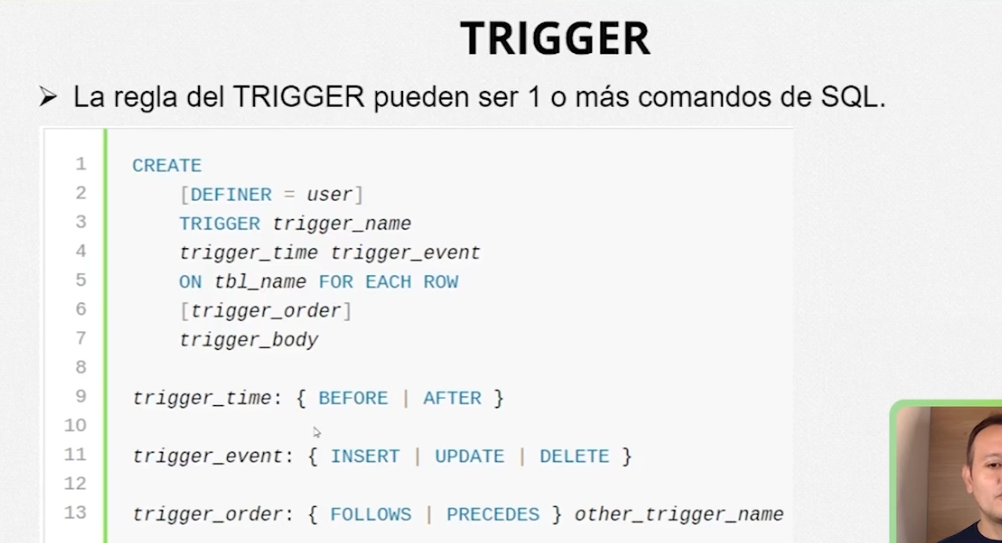 TRIGGER
➢ La regla del TRIGGER pueden ser 1 o más comandos de SQL.
1 CREATE
2 [DEFINER = user]
3 TRIGGER trigger_name
4 trigger_time trigger_event
5 ON tbl_name FOR EACH ROW
6 [trigger_order]
7 trigger_body
8
9 trigger_time: { BEFORE | AFTER }
10
11 trigger_event: { INSERT | UPDATE | DELETE }
12
13 trigger_order: { FOLLOWS | PRECEDES } other_trigger_name